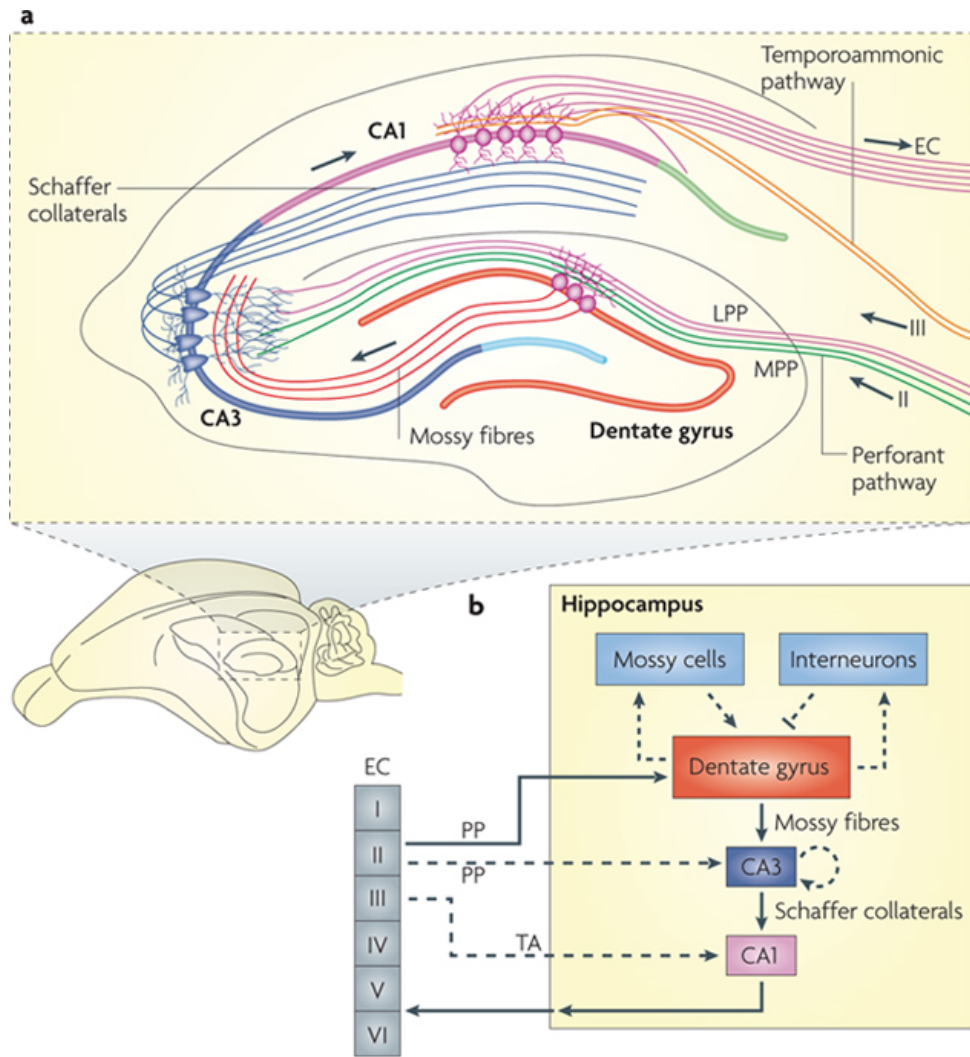 a
Temporoammonic
pathway
CA1
EC
Schaffer
collaterals
LPP
III
MPP
II
CA3
Mossy fibres
Dentate gyrus
Perforant
pathway
b
Hippocampus
Mossy cells
Interneurons
EC
Dentate gyrus
I
PP
Mossy fibres
II
PP
CA3
III
Schaffer collaterals
IV
TA
CA1
V
VI